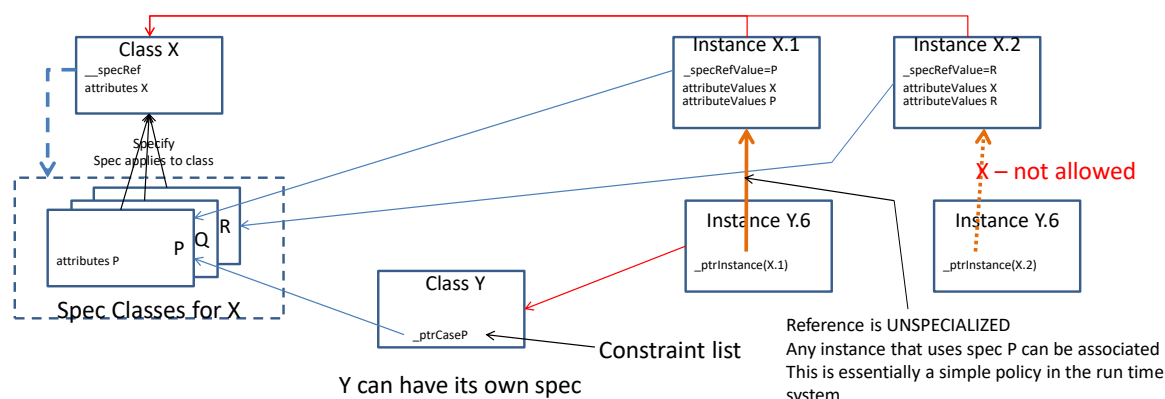 Class X
__specRef
attributes X
Instance X.1
_specRefValue=P
attributeValues X
attributeValues P
Instance X.2
_specRefValue=R
attributeValues X
attributeValues R
Specify
Spec applies to class
X – not allowed
R
Q
P
attributes P
Spec Classes for X
Instance Y.6
_ptrInstance(X.1)
Instance Y.6
_ptrInstance(X.2)
Class Y
_ptrCaseP
Constraint list
Y can have its own spec
Reference is UNSPECIALIZED
Any instance that uses spec P can be associated
This is essentially a simple policy in the run time
system